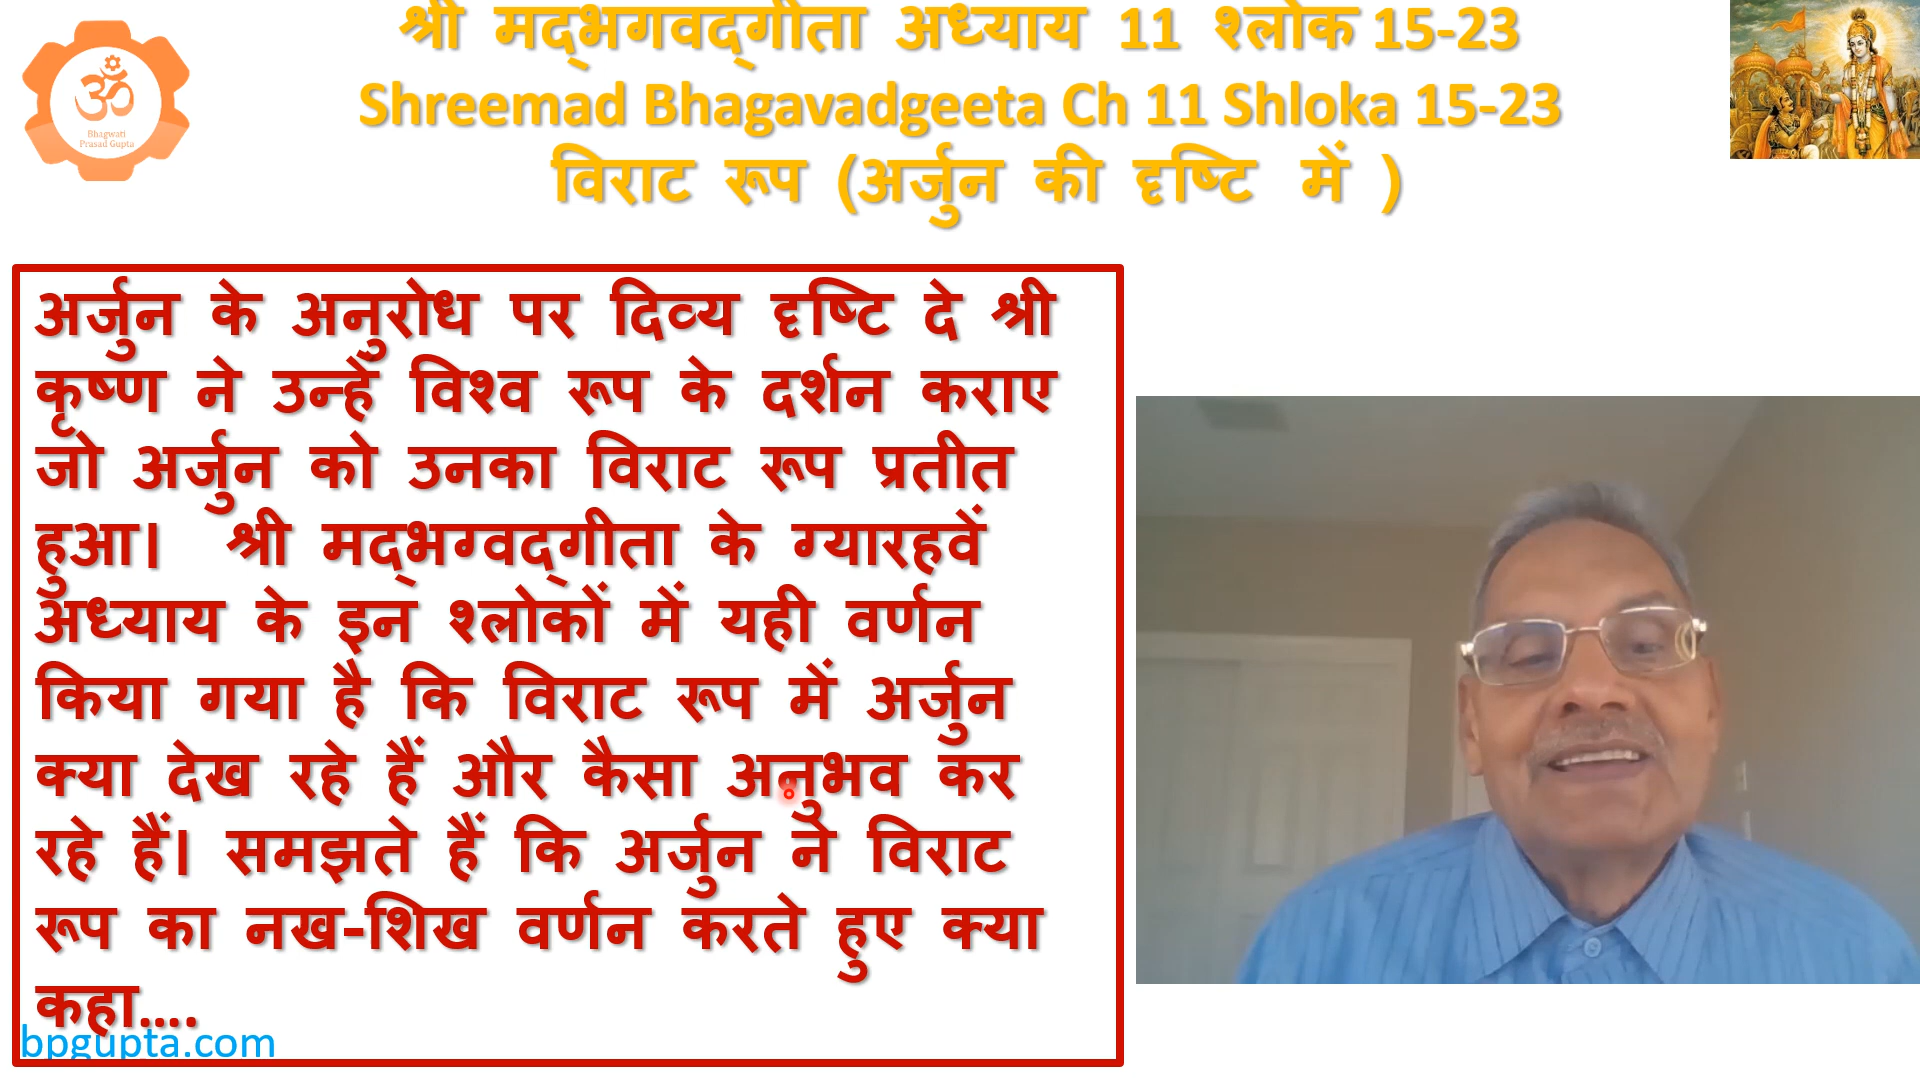 श्री मद्भगवद्गीता अध्याय 11 श्लोक 15-23
Shreemad Bhagavadgeeta Ch 11 Shloka 15-23
विराट रूप (अर्जुन की दृष्टि में )
Bhagwati
Prasad Gupta
अर्जुन के अनुरोध पर दिव्य दृष्टि दे श्री
कृष्ण ने उन्हें विश्व रूप के दर्शन कराए
जो अर्जुन को उनका विराट रूप प्रतीत
हुआ। श्री मद्भग्वद्गीता के ग्यारहवें
अध्याय के इन श्लोकों में यही वर्णन
किया गया है कि विराट रूप में अर्जुन
क्या देख रहे हैं और कैसा अनुभव कर
रहे हैं। समझते हैं कि अर्जुन ने विराट
रूप का नख-शिख वर्णन करते हुए क्या
कहा....
bpgupta.com